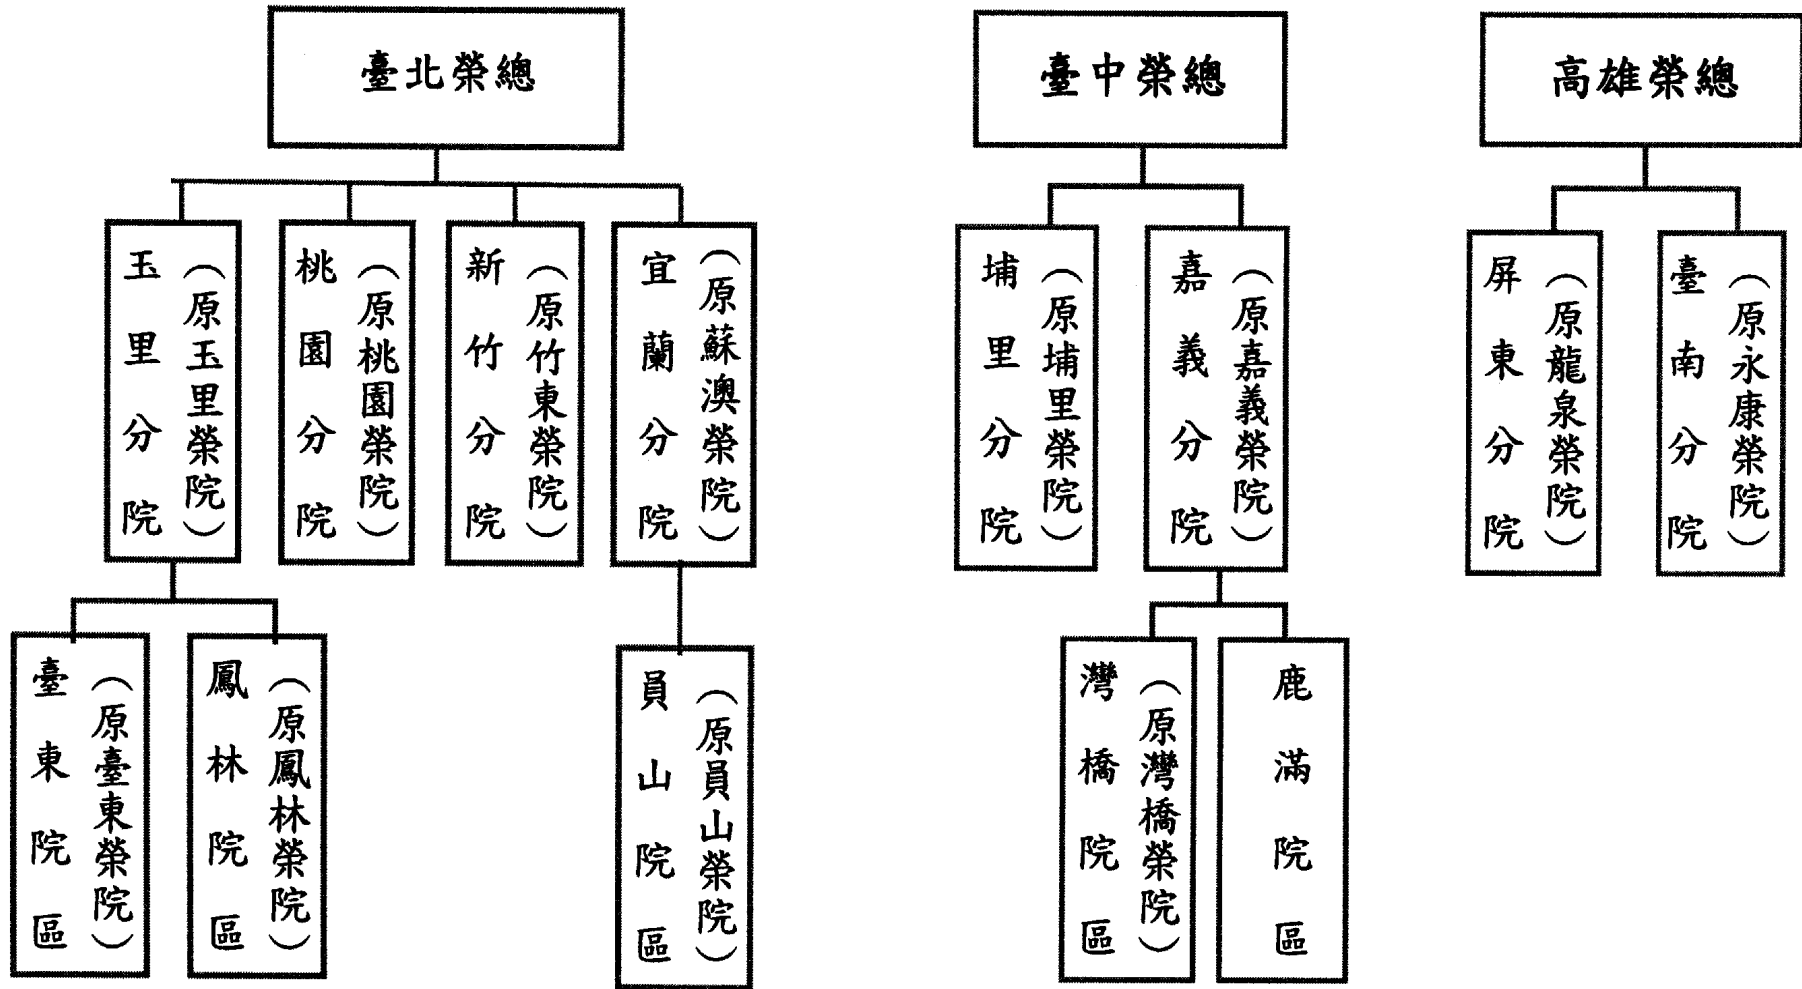 臺北榮總
臺中榮總
高雄榮總
玉里分院
（原玉里榮院）
桃園分院
（原桃園榮院）
新竹分院
（原竹東榮院）
宜蘭分院
（原蘇澳榮院）
埔里分院
（原埔里榮院）
嘉義分院
（原嘉義榮院）
屏東分院
（原龍泉榮院）
臺南分院
（原永康榮院）
臺東院區
（原臺東榮院）
鳳林院區
（原鳳林榮院）
員山院區
（原員山榮院）
灣橋院區
（原灣橋榮院）
鹿滿院區